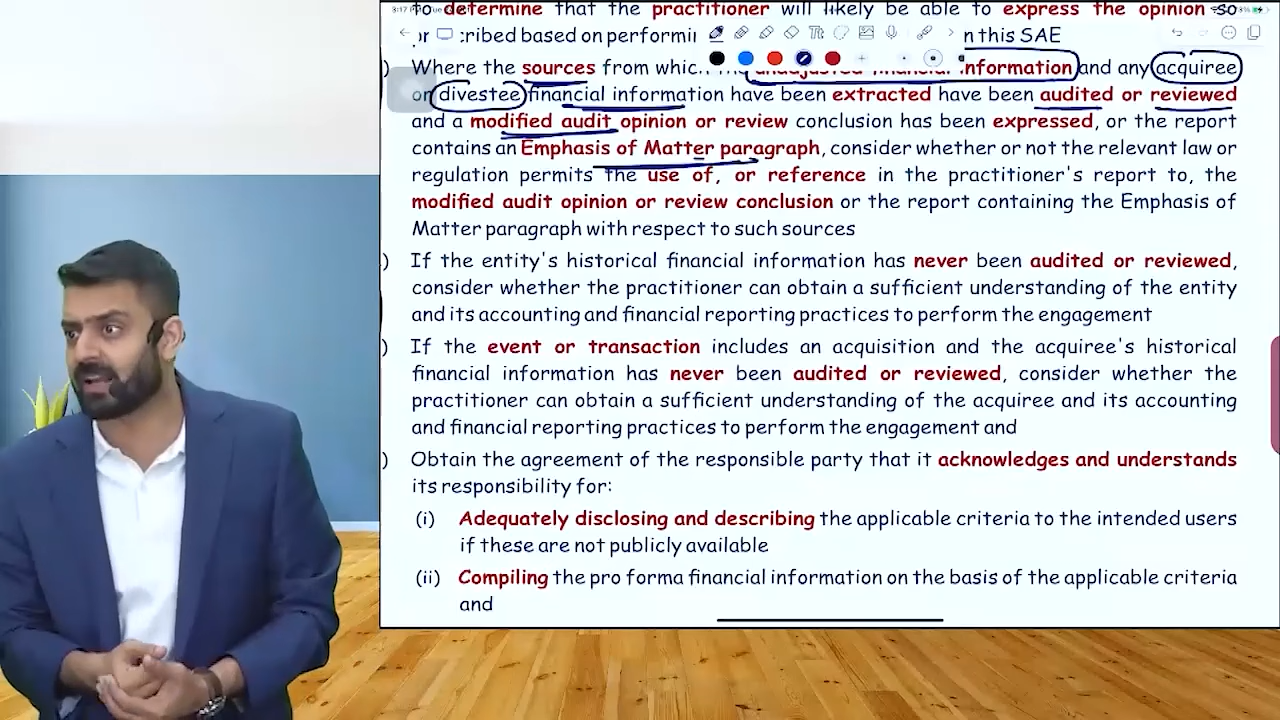 3:17 PM Tue
To determine that the practitioner will likely be able to express the opinion so
cribed based on performin n this SAE
) Where the sources from which the unadjusted financial information and any acquiree
or divestee financial information have been extracted have been audited or reviewed
and a modified audit opinion or review conclusion has been expressed, or the report
contains an Emphasis of Matter paragraph, consider whether or not the relevant law or
regulation permits the use of, or reference in the practitioner's report to, the
modified audit opinion or review conclusion or the report containing the Emphasis of
Matter paragraph with respect to such sources
) If the entity's historical financial information has never been audited or reviewed,
consider whether the practitioner can obtain a sufficient understanding of the entity
and its accounting and financial reporting practices to perform the engagement
) If the event or transaction includes an acquisition and the acquiree's historical
financial information has never been audited or reviewed, consider whether the
practitioner can obtain a sufficient understanding of the acquiree and its accounting
and financial reporting practices to perform the engagement and
) Obtain the agreement of the responsible party that it acknowledges and understands
its responsibility for:
(i) Adequately disclosing and describing the applicable criteria to the intended users
if these are not publicly available
(ii) Compiling the pro forma financial information on the basis of the applicable criteria
and